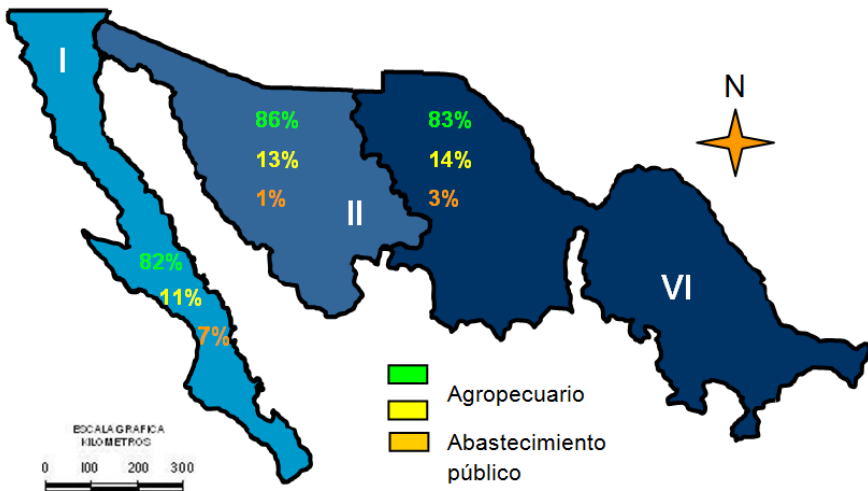 I
N
86%
83%
13%
14%
1%
3%
II
82%
11%
7%
VI
Agropecuario
Abastecimiento
público
ESCALA GRAFICA
KILOMETROS
0 100 200 300